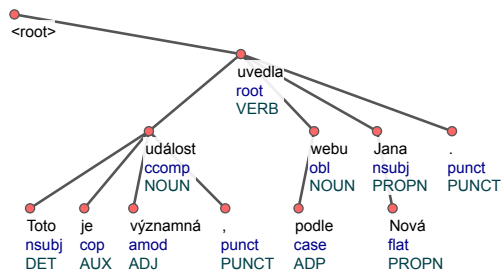 <root>
uvedla
root
VERB
událost
ccomp
NOUN
webu
obl
NOUN
Jana
nsubj
PROPN
.
punct
PUNCT
Toto
nsubj
DET
je
cop
AUX
významná
amod
ADJ
,
punct
PUNCT
podle
case
ADP
Nová
flat
PROPN